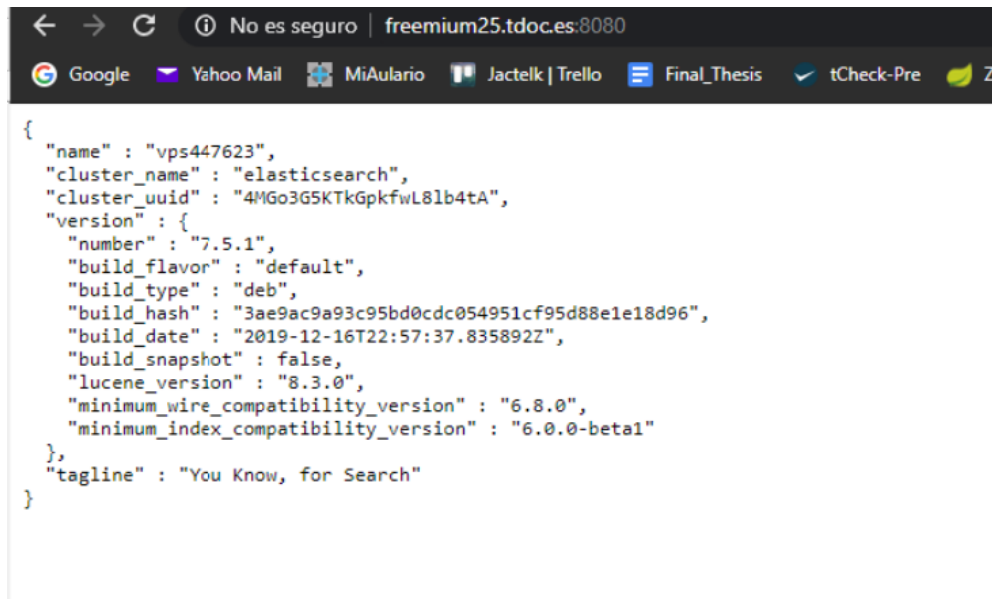 No es seguro | freemium25.tdoc.es:8080
Google Yahoo Mail MiAulario Jactelk | Trello Final_Thesis tCheck-Pre Z
{
  "name" : "vps447623",
  "cluster_name" : "elasticsearch",
  "cluster_uuid" : "4MGo3G5KTkGpkfwL8lb4tA",
  "version" : {
    "number" : "7.5.1",
    "build_flavor" : "default",
    "build_type" : "deb",
    "build_hash" : "3ae9ac9a93c95bd0cdc054951cf95d88e1e18d96",
    "build_date" : "2019-12-16T22:57:37.835892Z",
    "build_snapshot" : false,
    "lucene_version" : "8.3.0",
    "minimum_wire_compatibility_version" : "6.8.0",
    "minimum_index_compatibility_version" : "6.0.0-beta1"
  },
  "tagline" : "You Know, for Search"
}